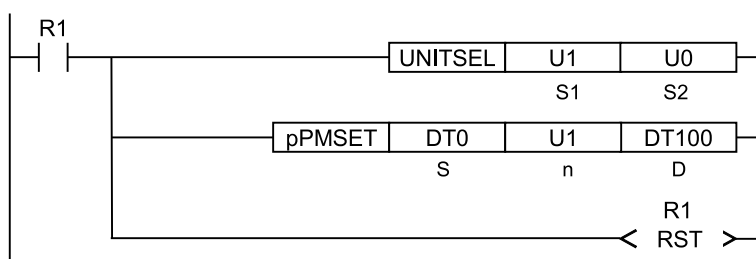 R1
UNITSEL U1 U0
S1 S2
pPMSET DT0 U1 DT100
S n D
R1
RST